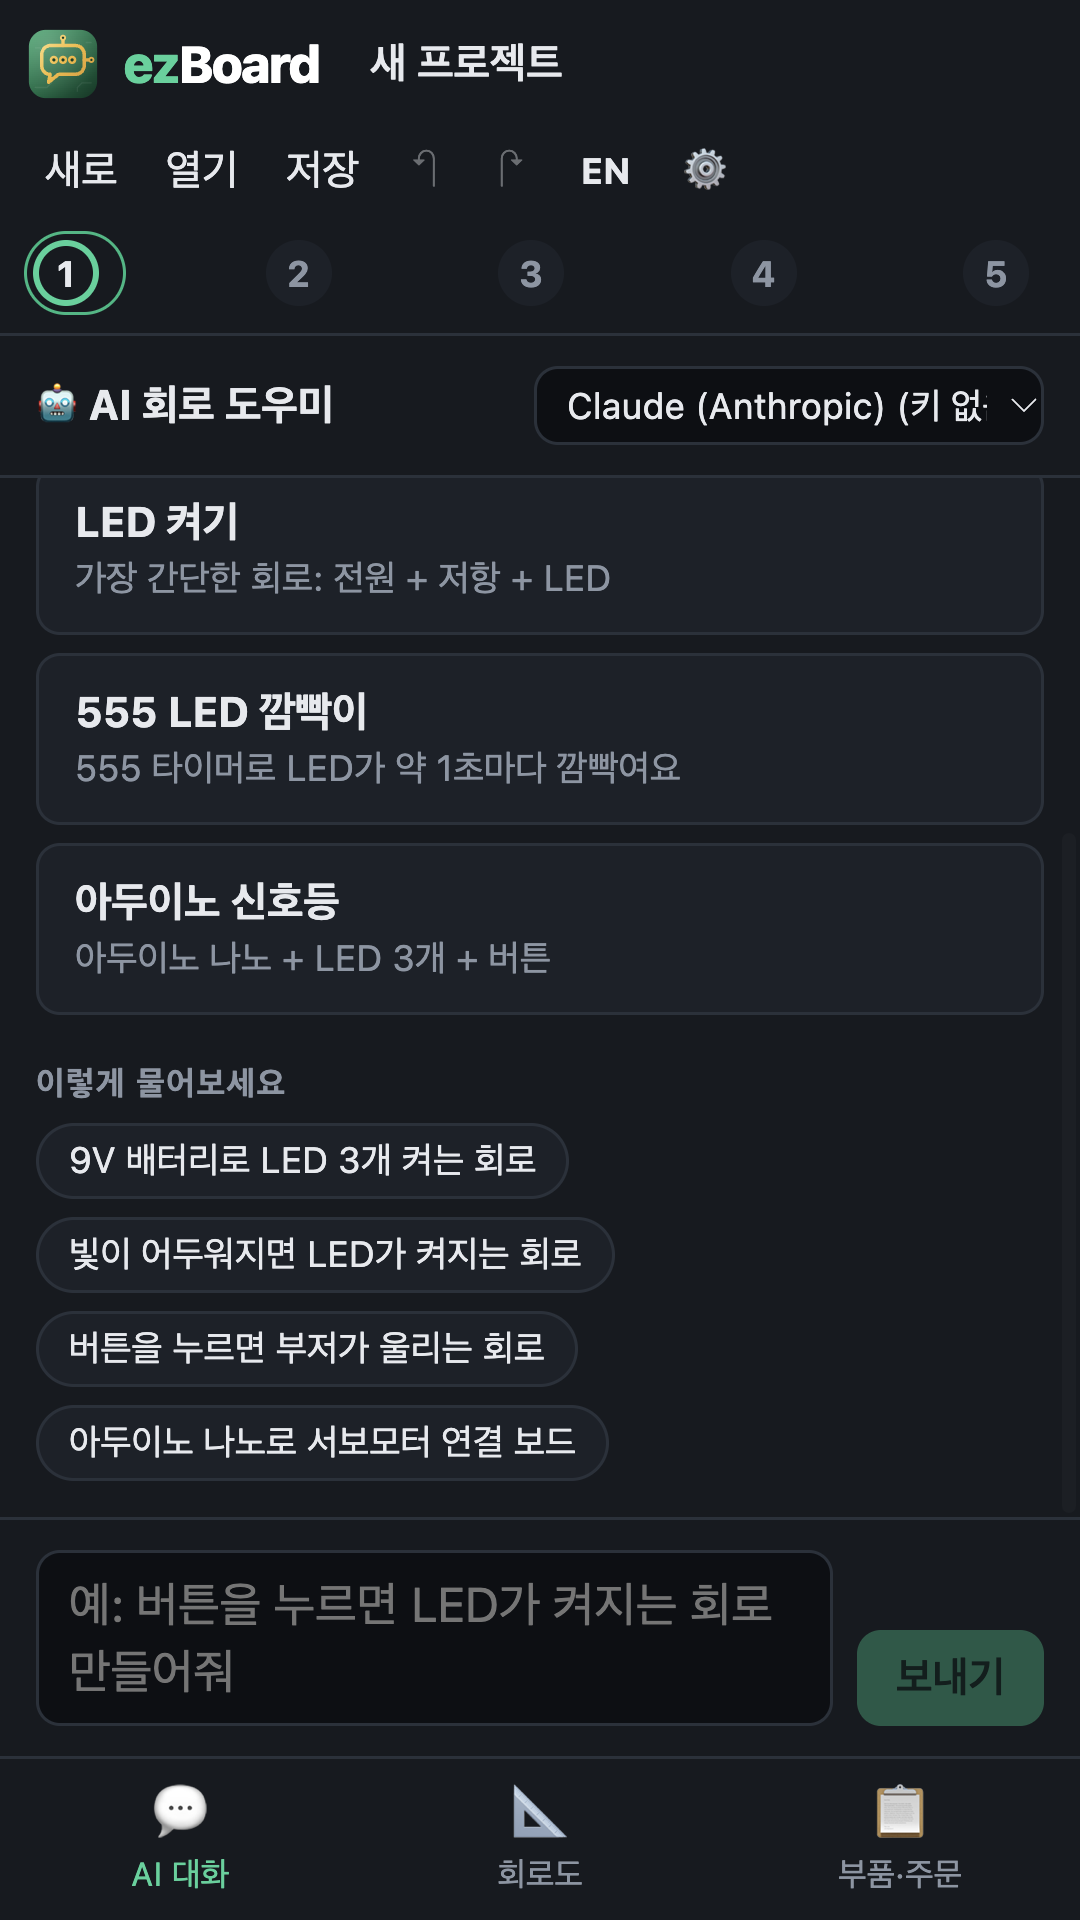 ezBoard 새 프로젝트
새로 열기 저장 EN
1 2 3 4 5
AI 회로 도우미 Claude (Anthropic) (키 없
LED 켜기
가장 간단한 회로: 전원 + 저항 + LED
555 LED 깜빡이
555 타이머로 LED가 약 1초마다 깜빡여요
아두이노 신호등
아두이노 나노 + LED 3개 + 버튼
이렇게 물어보세요
9V 배터리로 LED 3개 켜는 회로
빛이 어두워지면 LED가 켜지는 회로
버튼을 누르면 부저가 울리는 회로
아두이노 나노로 서보모터 연결 보드
예: 버튼을 누르면 LED가 켜지는 회로
만들어줘
보내기
AI 대화 회로도 부품·주문